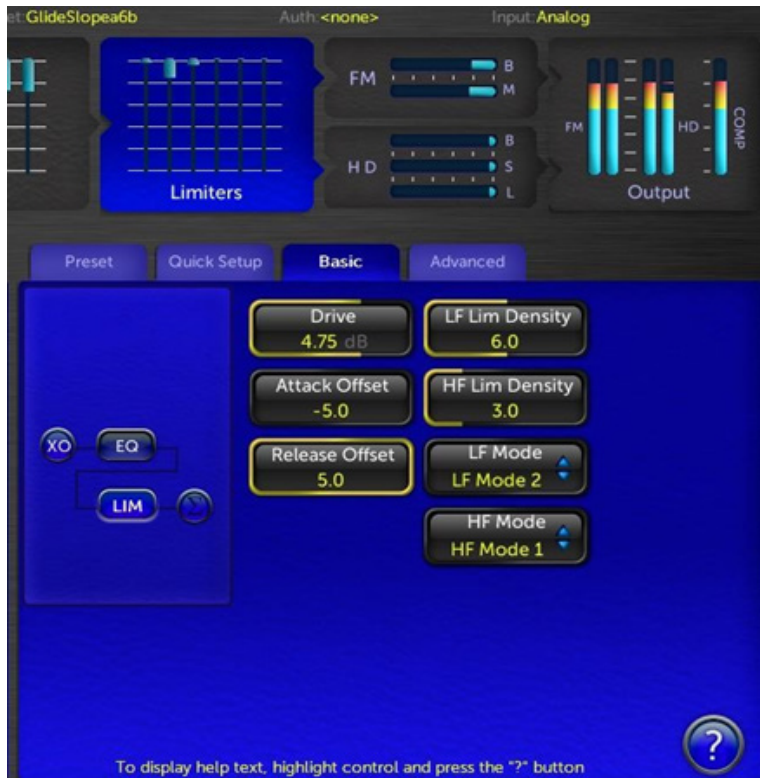 et:GlideSlopea6b Auth:<none> Input:Analog
FM B
M
HD B
S
L
FM HD COMP
Limiters Output
Preset Quick Setup Basic Advanced
Drive LF Lim Density
4.75 dB 6.0
Attack Offset HF Lim Density
-5.0 3.0
XO EQ
Release Offset LF Mode
5.0 LF Mode 2
LIM Σ
HF Mode
HF Mode 1
?
To display help text, highlight control and press the "?" button